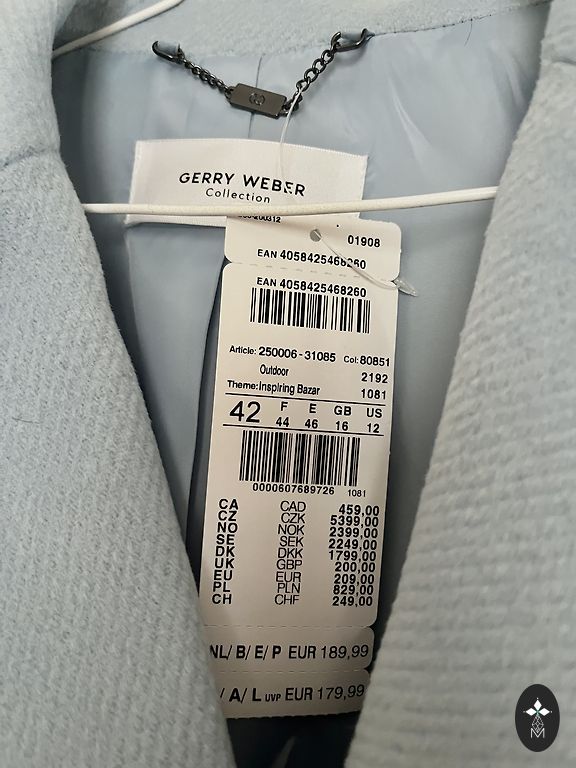 GERRY WEBER
Collection
01908
EAN 4058425468260
EAN 4058425468260
Article: 250006-31085 Col: 80851
Outdoor 2192
Theme: Inspiring Bazar 1081
42 F E GB US
44 46 16 12
0000607689726 1081
CA CAD 459,00
CZ CZK 5399,00
NO NOK 2399,00
SE SEK 2249,00
DK DKK 1799,00
UK GBP 200,00
EU EUR 209,00
PL PLN 829,00
CH CHF 249,00
NL/ B/ E/ P EUR 189,99
/ A/ L UVP EUR 179,99
M